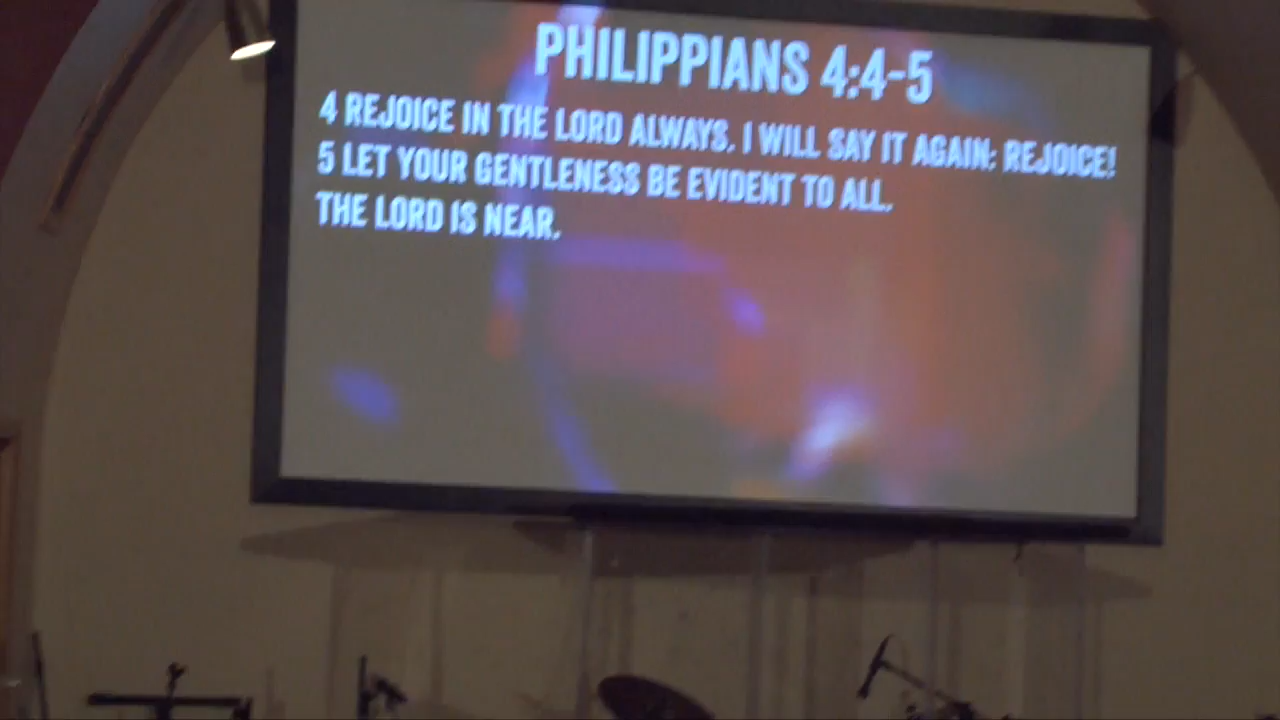 PHILIPPIANS 4:4-5
4 REJOICE IN THE LORD ALWAYS. I WILL SAY IT AGAIN: REJOICE!
5 LET YOUR GENTLENESS BE EVIDENT TO ALL.
THE LORD IS NEAR.